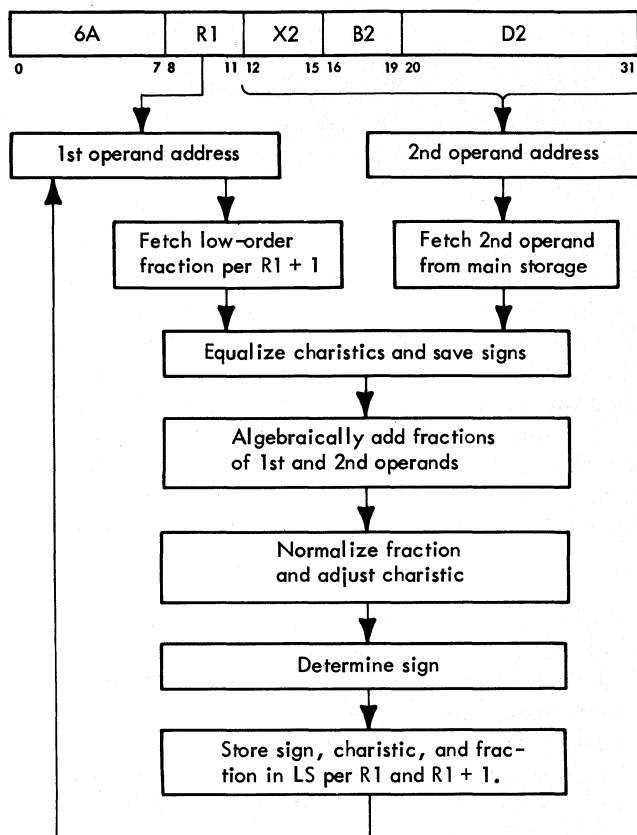 6A R1 X2 B2 D2
0 7 8 11 12 15 16 19 20 31
1st operand address 2nd operand address
Fetch low-order
fraction per R1 + 1
Fetch 2nd operand
from main storage
Equalize charistics and save signs
Algebraically add fractions
of 1st and 2nd operands
Normalize fraction
and adjust charistic
Determine sign
Store sign, charistic, and frac-
tion in LS per R1 and R1 + 1.